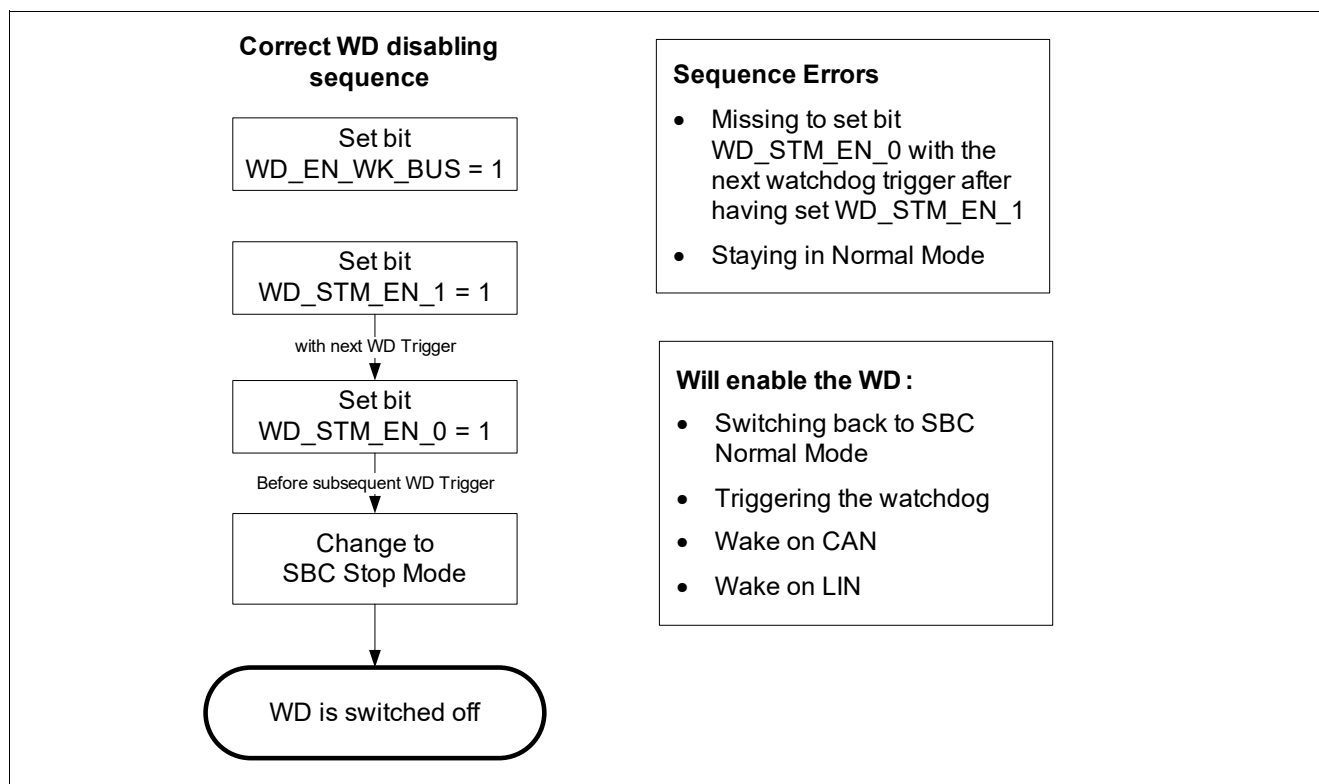 Correct WD disabling
sequence
Set bit
WD_EN_WK_BUS = 1
Set bit
WD_STM_EN_1 = 1
with next WD Trigger
Set bit
WD_STM_EN_0 = 1
Before subsequent WD Trigger
Change to
SBC Stop Mode
WD is switched off
Sequence Errors
• Missing to set bit
WD_STM_EN_0 with the
next watchdog trigger after
having set WD_STM_EN_1
• Staying in Normal Mode
Will enable the WD :
• Switching back to SBC
Normal Mode
• Triggering the watchdog
• Wake on CAN
• Wake on LIN